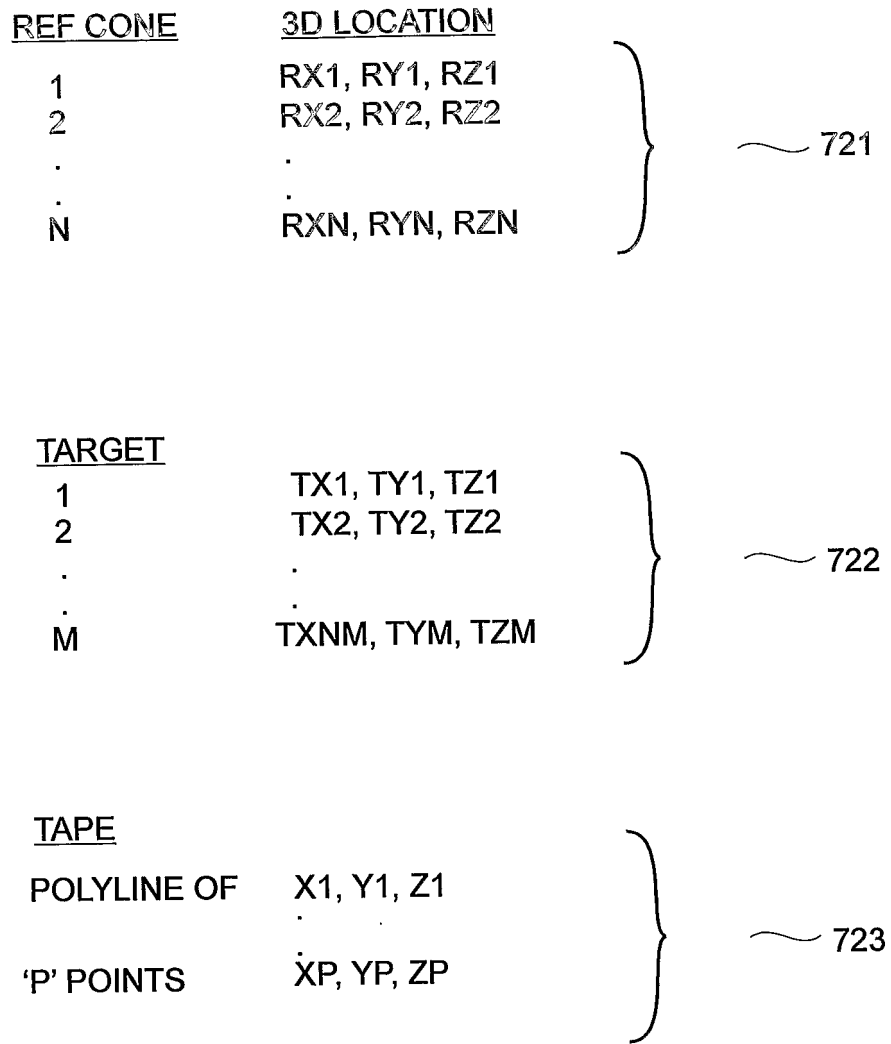 REF CONE 3D LOCATION
1 RX1, RY1, RZ1
2 RX2, RY2, RZ2
. .
. .
N RXN, RYN, RZN
721
TARGET
1 TX1, TY1, TZ1
2 TX2, TY2, TZ2
. .
. .
M TXNM, TYM, TZM
722
TAPE
POLYLINE OF X1, Y1, Z1
. .
.
'P' POINTS XP, YP, ZP
723